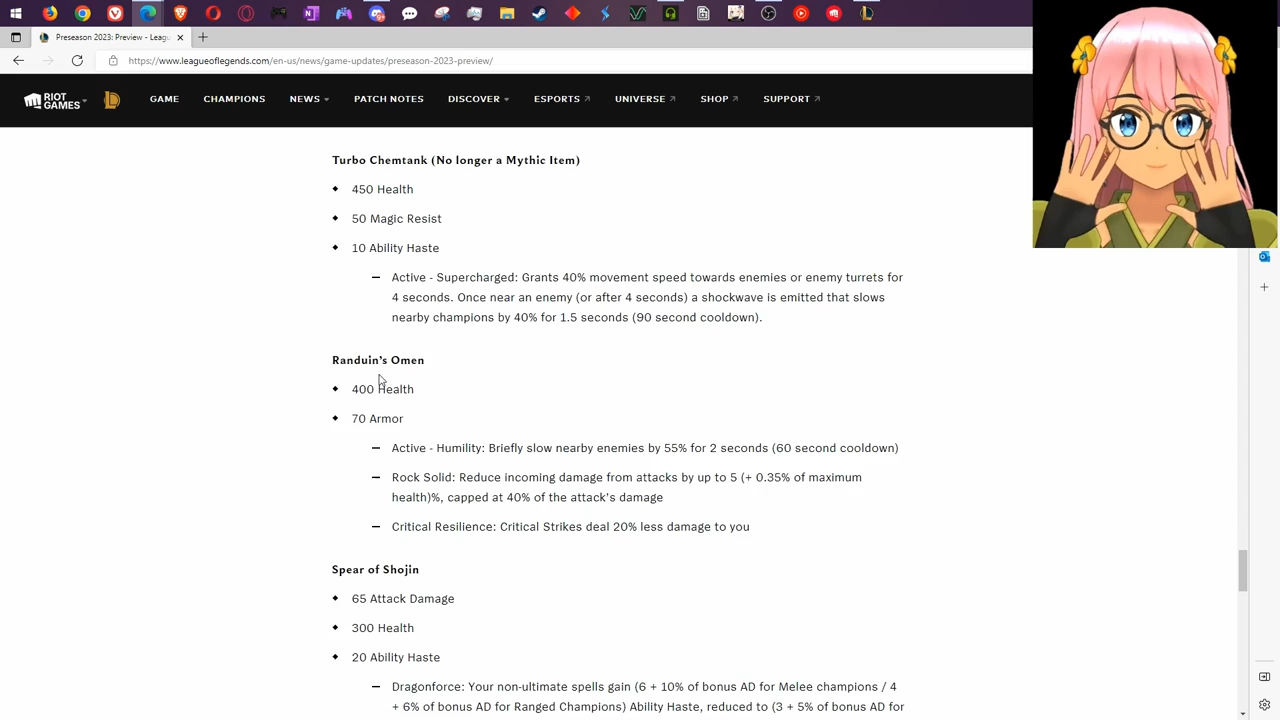 Preseason 2023: Preview - Leagu
https://www.leagueoflegends.com/en-us/news/game-updates/preseason-2023-preview/
RIOT GAMES GAME CHAMPIONS NEWS PATCH NOTES DISCOVER ESPORTS UNIVERSE SHOP SUPPORT
Turbo Chemtank (No longer a Mythic Item)
450 Health
50 Magic Resist
10 Ability Haste
Active - Supercharged: Grants 40% movement speed towards enemies or enemy turrets for
4 seconds. Once near an enemy (or after 4 seconds) a shockwave is emitted that slows
nearby champions by 40% for 1.5 seconds (90 second cooldown).
Randuin's Omen
400 Health
70 Armor
Active - Humility: Briefly slow nearby enemies by 55% for 2 seconds (60 second cooldown)
Rock Solid: Reduce incoming damage from attacks by up to 5 (+ 0.35% of maximum
health)%, capped at 40% of the attack's damage
Critical Resilience: Critical Strikes deal 20% less damage to you
Spear of Shojin
65 Attack Damage
300 Health
20 Ability Haste
Dragonforce: Your non-ultimate spells gain (6 + 10% of bonus AD for Melee champions / 4
+ 6% of bonus AD for Ranged Champions) Ability Haste, reduced to (3 + 5% of bonus AD for